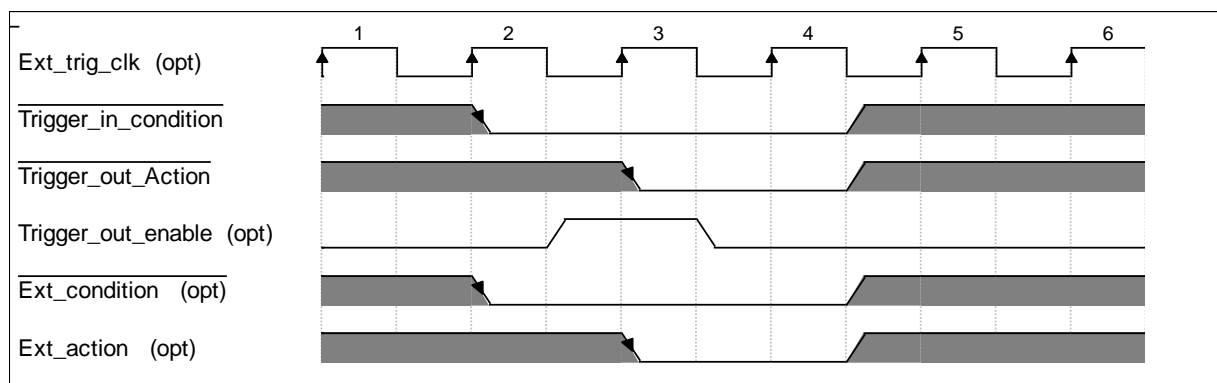 1 2 3 4 5 6
Ext_trig_clk (opt)
Trigger_in_condition
Trigger_out_Action
Trigger_out_enable (opt)
Ext_condition (opt)
Ext_action (opt)